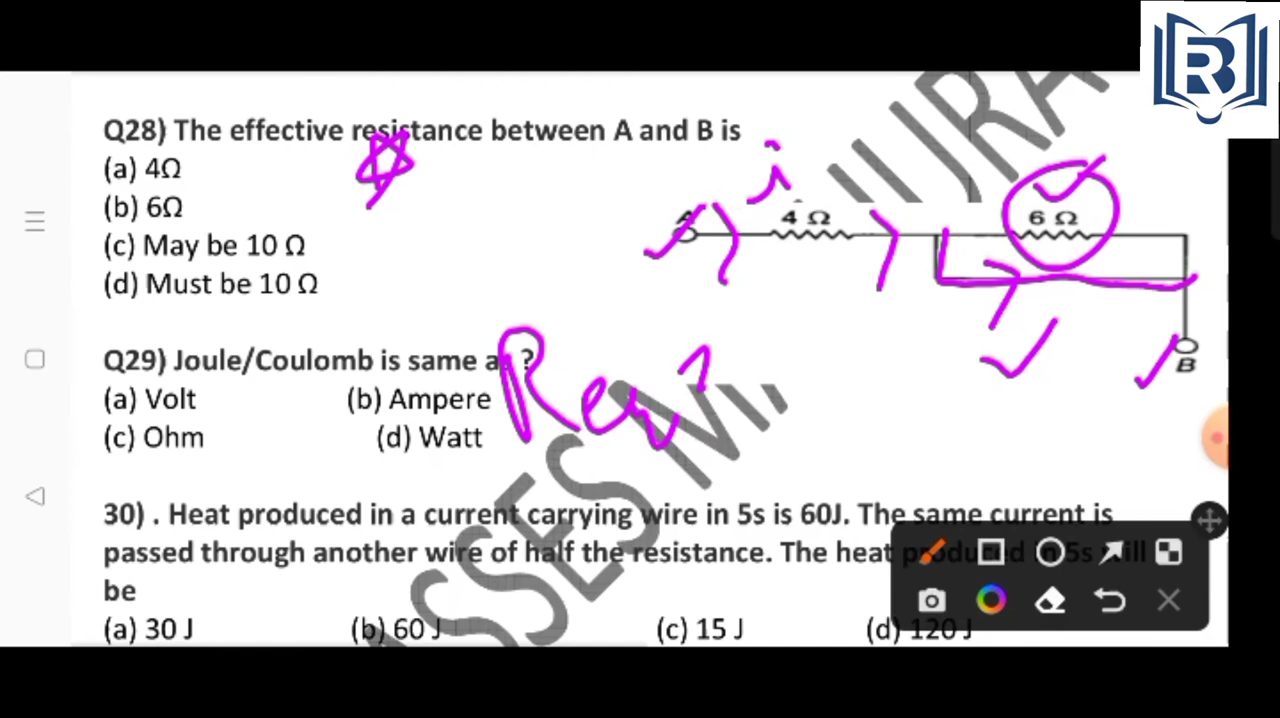 Q28) The effective resistance between A and B is
(a) 4Ω
(b) 6Ω
(c) May be 10 Ω
(d) Must be 10 Ω
i
A
4 Ω
6 Ω
B
Q29) Joule/Coulomb is same as ?
(a) Volt (b) Ampere
(c) Ohm (d) Watt
Req ?
30) . Heat produced in a current carrying wire in 5s is 60J. The same current is
passed through another wire of half the resistance. The heat produced in 5s will
be
(a) 30 J (b) 60 J (c) 15 J (d) 120 J